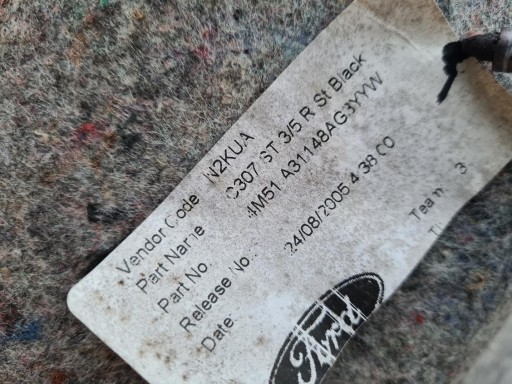 Vendor Code N2KUA
Part Name C307 ST 3/5 R St Black
Part No. 4M51 A31148AG3YYW
Release No.:
Date: 24/08/2005 4:38:00
Team: 3
Ford